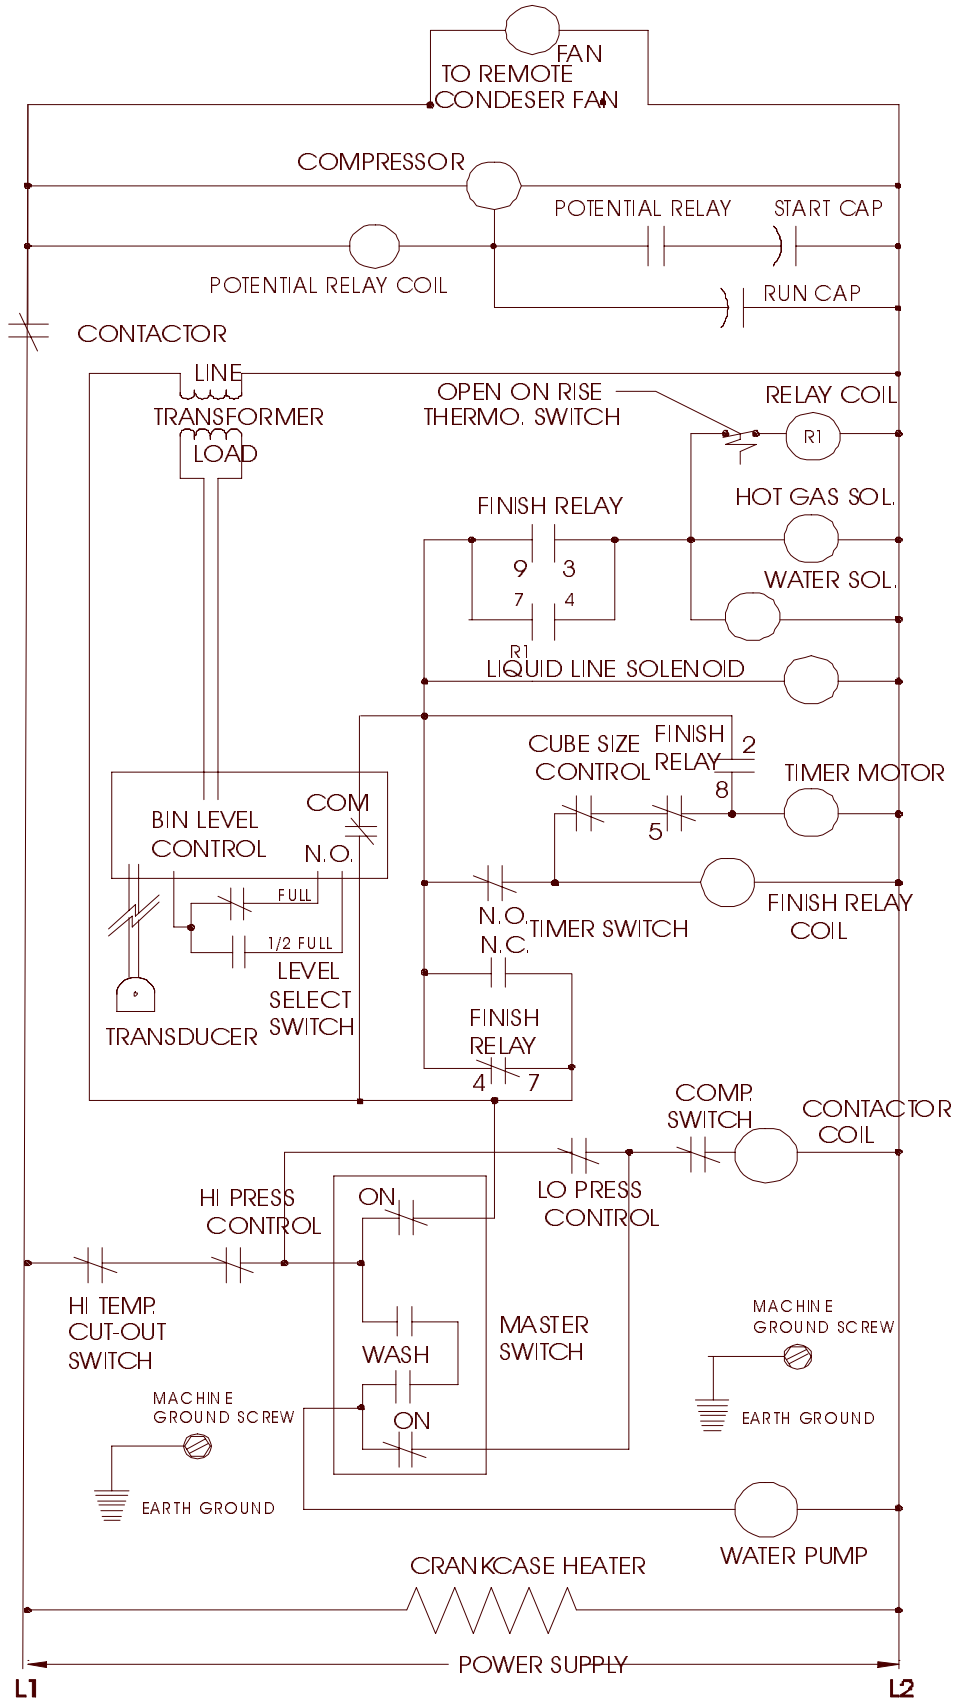 FAN
TO REMOTE
CONDESER FAN
COMPRESSOR
POTENTIAL RELAY
START CAP
POTENTIAL RELAY COIL
RUN CAP
CONTACTOR
LINE
TRANSFORMER
LOAD
OPEN ON RISE
THERMO. SWITCH
RELAY COIL
R1
HOT GAS SOL.
FINISH RELAY
9 3
WATER SOL.
7 4
R1
LIQUID LINE SOLENOID
CUBE SIZE
CONTROL
FINISH
RELAY
2
8
TIMER MOTOR
5
BIN LEVEL
CONTROL
COM
N.O.
FULL
1/2 FULL
LEVEL
SELECT
SWITCH
TRANSDUCER
N.O.
N.C.
TIMER SWITCH
FINISH RELAY
COIL
FINISH
RELAY
4 7
COMP.
SWITCH
CONTACTOR
COIL
HI PRESS
CONTROL
ON
LO PRESS
CONTROL
HI TEMP.
CUT-OUT
SWITCH
WASH
MASTER
SWITCH
MACHINE
GROUND SCREW
EARTH GROUND
MACHINE
GROUND SCREW
ON
EARTH GROUND
WATER PUMP
CRANKCASE HEATER
POWER SUPPLY
L1
L2